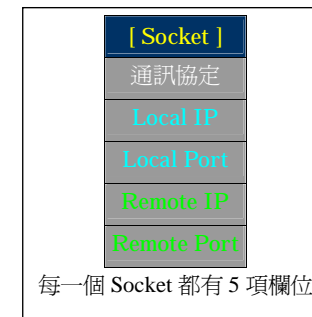 [ Socket ]
通訊協定
Local IP
Local Port
Remote IP
Remote Port
每一個 Socket 都有 5 項欄位